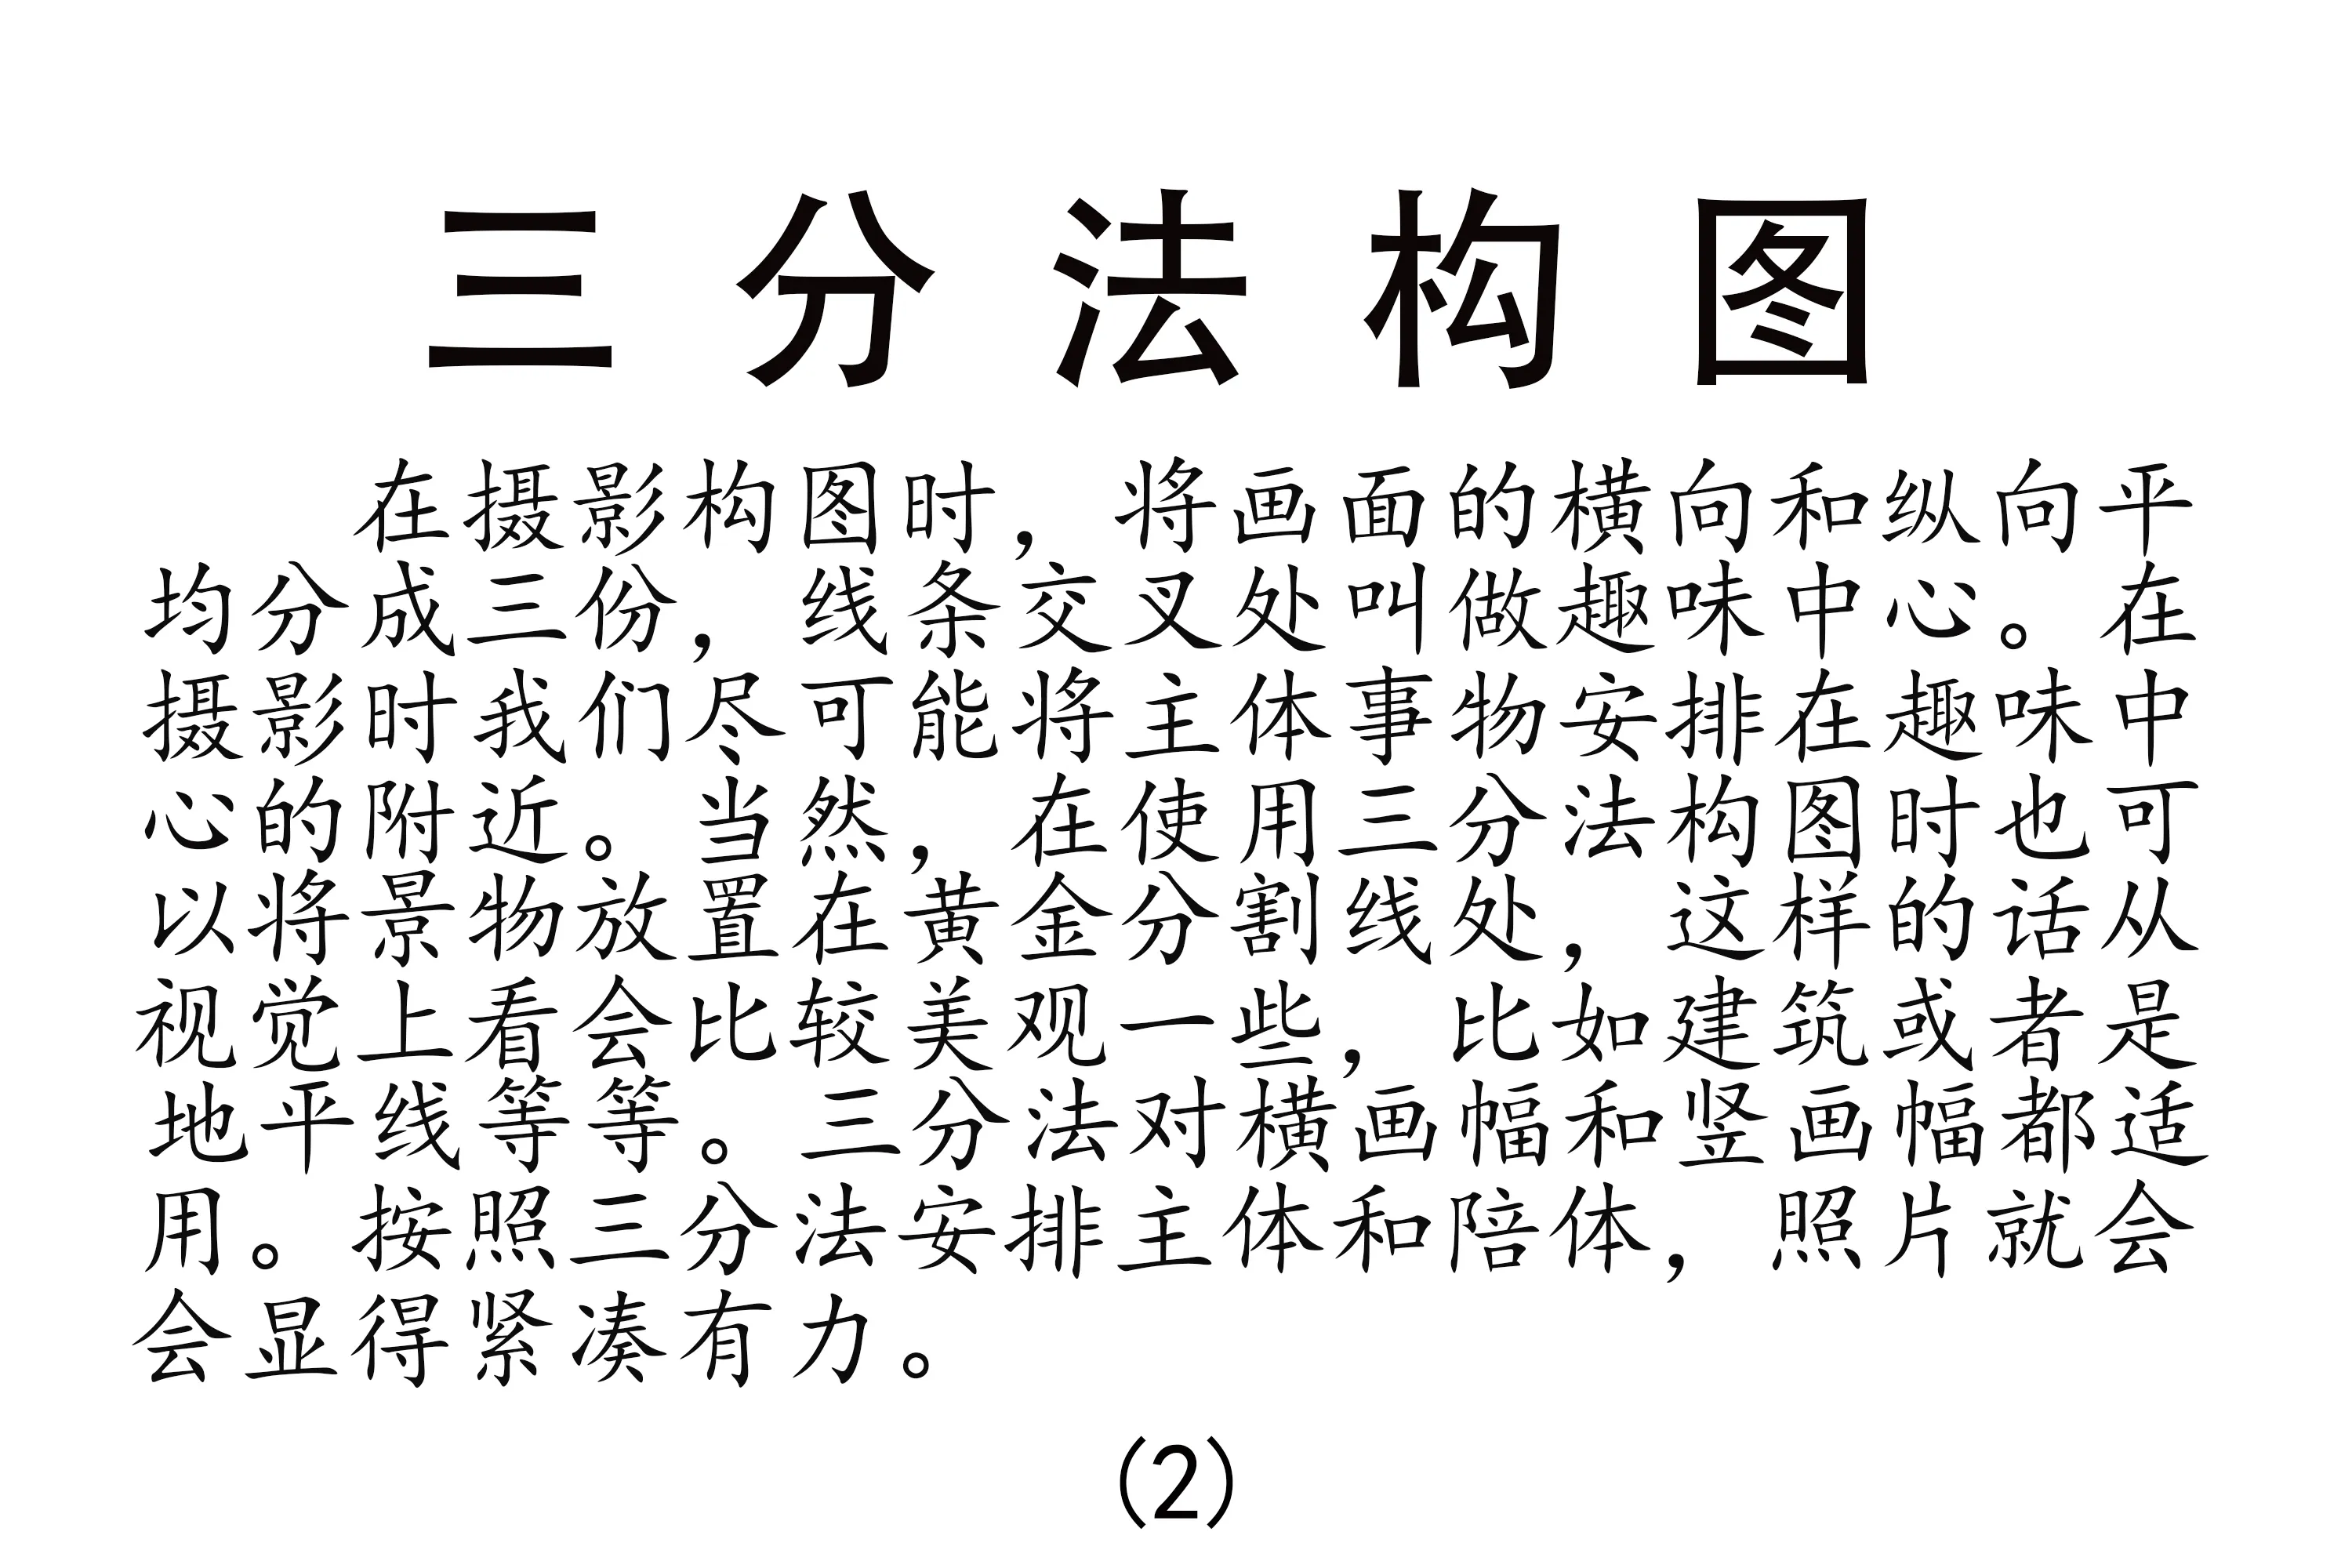 三分法构图
在摄影构图时，将画面的横向和纵向平
均分成三份，线条交叉处叫做趣味中心。在
摄影时我们尽可能将主体事物安排在趣味中
心的附近。当然，在使用三分法构图时也可
以将景物放置在黄金分割线处，这样的话从
视觉上看会比较美观一些，比如建筑或者是
地平线等等。三分法对横画幅和竖画幅都适
用。按照三分法安排主体和陪体，照片就会
会显得紧凑有力。
(2)